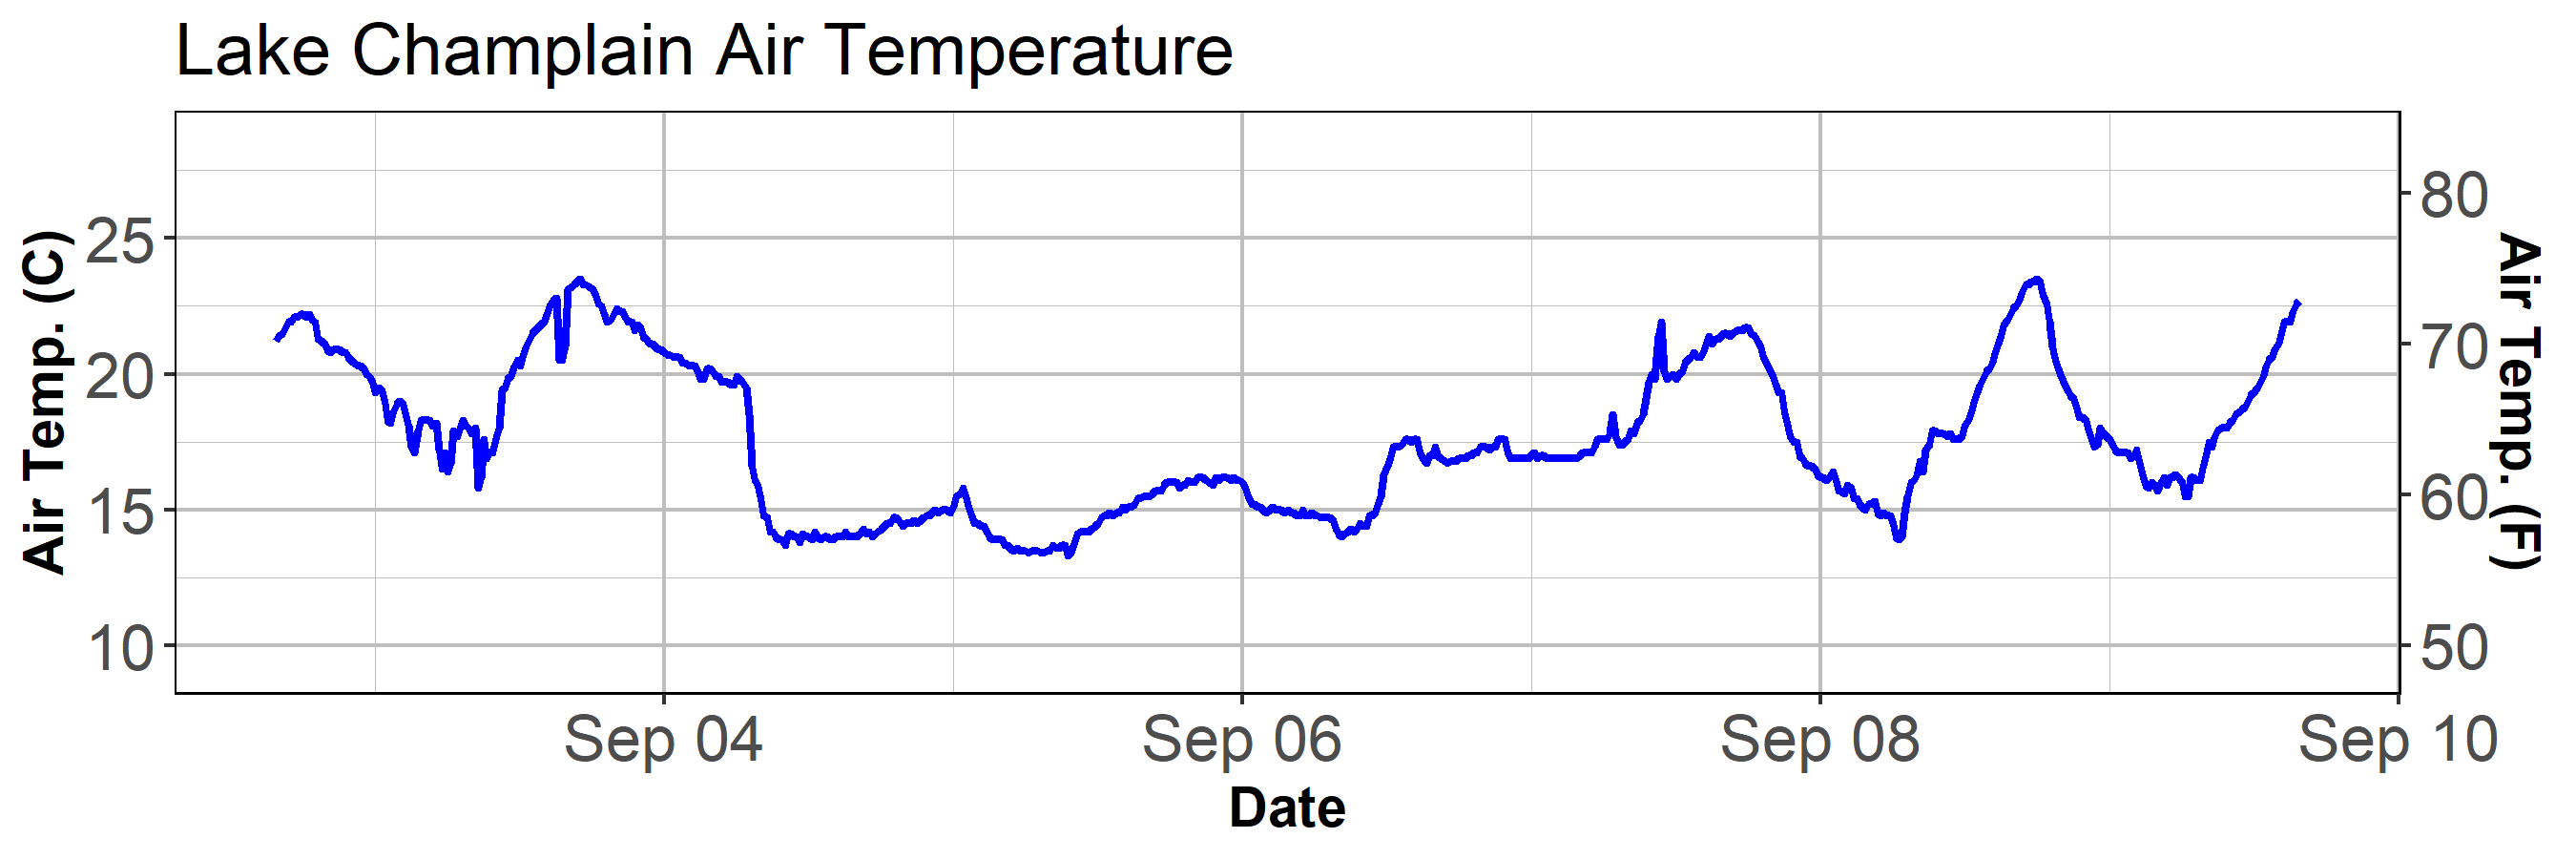 Lake Champlain Air Temperature
Air Temp. (C)
25
20
15
10
80
70
60
50
Air Temp. (F)
Sep 04
Sep 06
Sep 08
Sep 10
Date